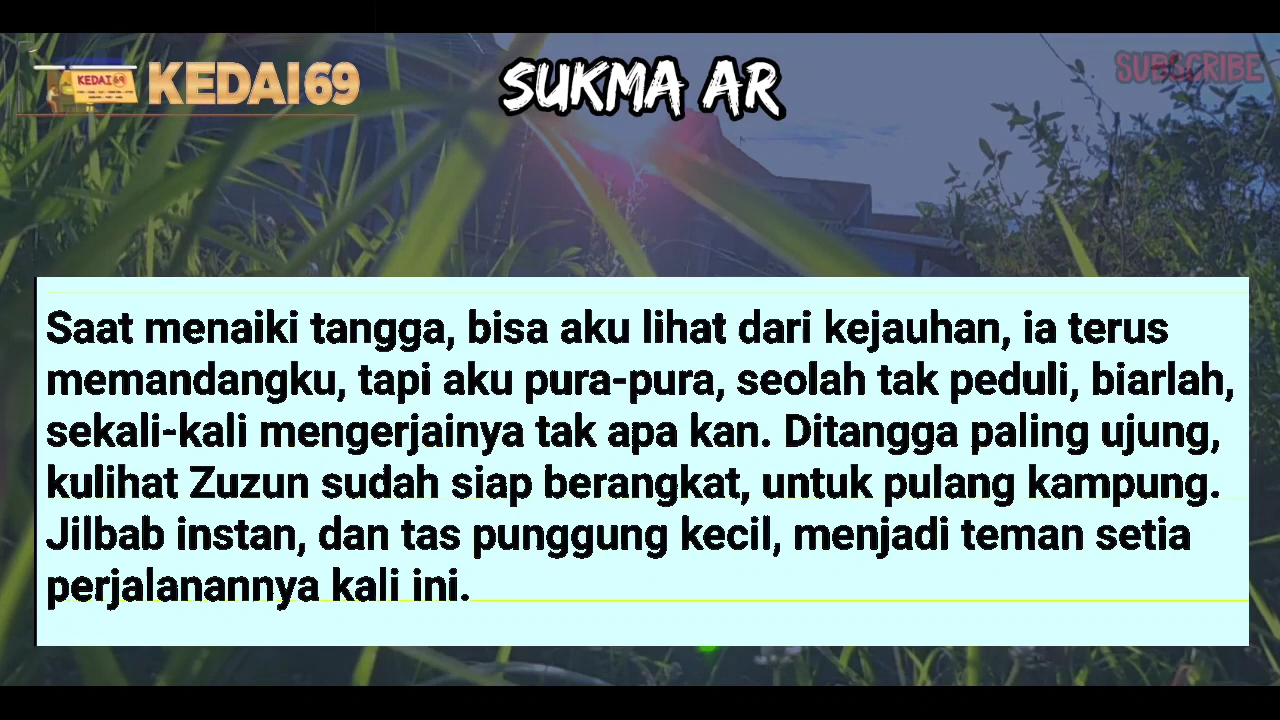 KEDAI69
KEDAI 69
SUKMA AR
SUBSCRIBE
Saat menaiki tangga, bisa aku lihat dari kejauhan, ia terus
memandangku, tapi aku pura-pura, seolah tak peduli, biarlah,
sekali-kali mengerjainya tak apa kan. Ditangga paling ujung,
kulihat Zuzun sudah siap berangkat, untuk pulang kampung.
Jilbab instan, dan tas punggung kecil, menjadi teman setia
perjalanannya kali ini.